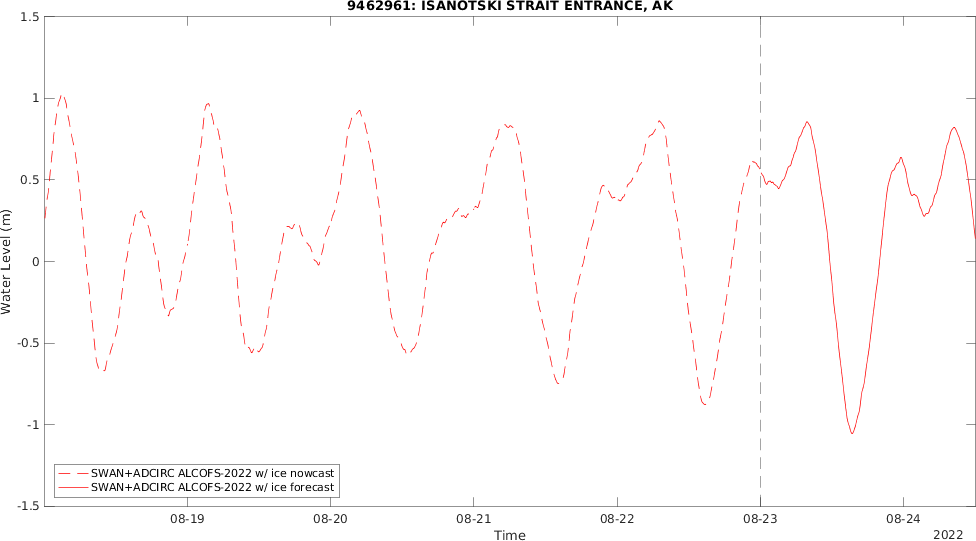 9462961: ISANOTSKI STRAIT ENTRANCE, AK
1.5
1
0.5
0
-0.5
-1
-1.5
Water Level (m)
SWAN+ADCIRC ALCOFS-2022 w/ ice nowcast
SWAN+ADCIRC ALCOFS-2022 w/ ice forecast
08-19
08-20
08-21
08-22
08-23
08-24
Time
2022